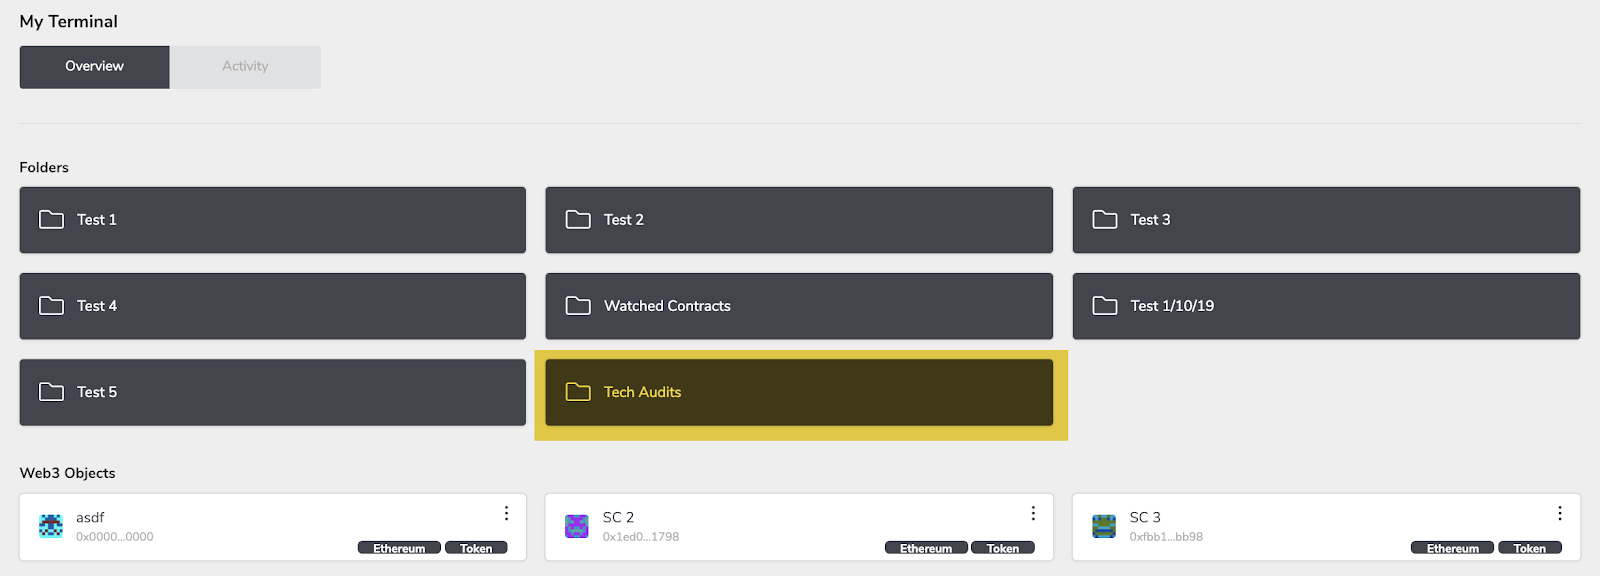 My Terminal
Overview Activity
Folders
Test 1 Test 2 Test 3
Test 4 Watched Contracts Test 1/10/19
Test 5 Tech Audits
Web3 Objects
asdf SC 2 SC 3
0x0000...0000 0x1ed0...1798 0xfbb1...bb98
Ethereum Token Ethereum Token Ethereum Token